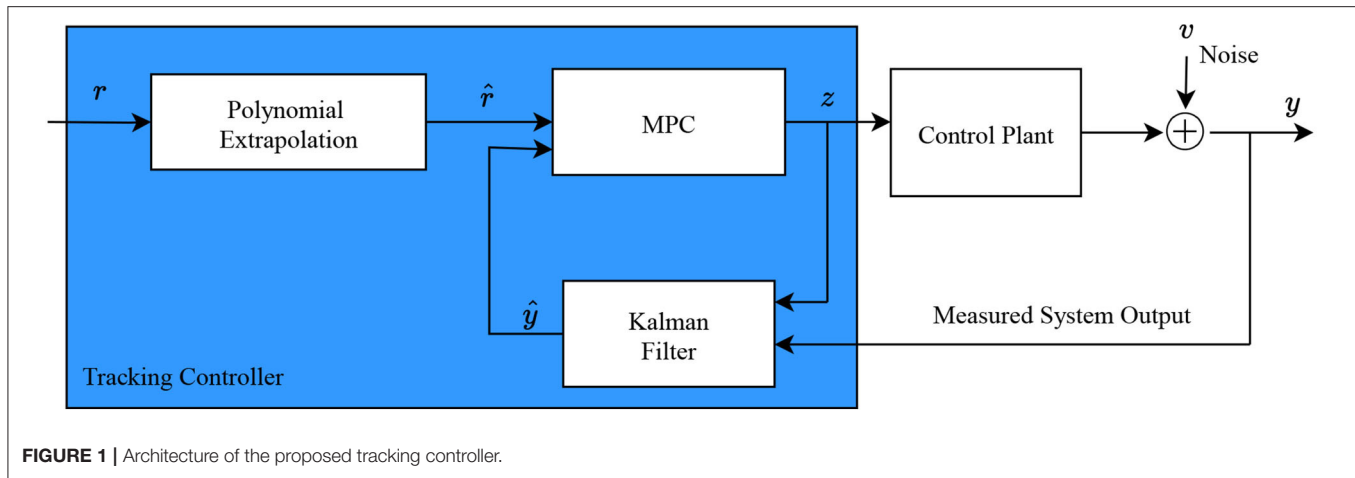 r
Polynomial
Extrapolation
r̂
MPC
z
Control Plant
v
Noise
+
y
ŷ
Kalman
Filter
Measured System Output
Tracking Controller
FIGURE 1 | Architecture of the proposed tracking controller.